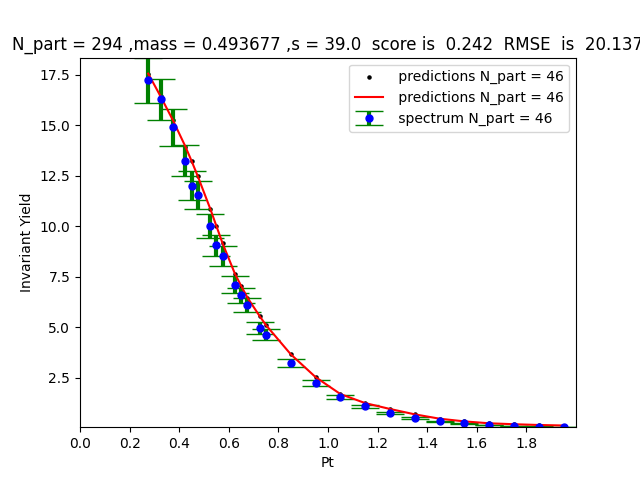 N_part = 294 ,mass = 0.493677 ,s = 39.0  score is  0.242  RMSE  is  20.137
predictions N_part = 46
predictions N_part = 46
spectrum N_part = 46
17.5
15.0
12.5
10.0
7.5
5.0
2.5
Invariant Yield
0.0 0.2 0.4 0.6 0.8 1.0 1.2 1.4 1.6 1.8
Pt